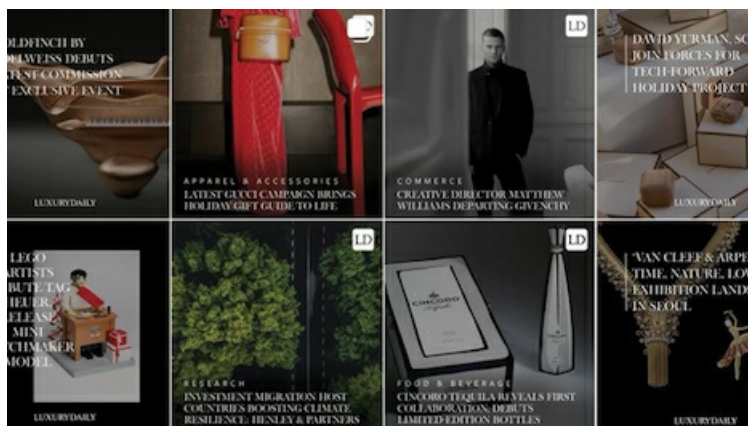 OLDFINCH BY
DELWEISS DEBUTS
TEST COMMISSION
EXCLUSIVE EVENT
LUXURYDAILY
LD
APPAREL & ACCESSORIES
LATEST GUCCI CAMPAIGN BRINGS
HOLIDAY GIFT GUIDE TO LIFE
LD
COMMERCE
CREATIVE DIRECTOR MATTHEW
WILLIAMS DEPARTING GIVENCHY
DAVID YURMAN, SC
JOIN FORCES FOR
TECH-FORWARD
HOLIDAY PROJECT
LUXURYDAILY
LEGO
ARTISTS
BUTE TAG
HEUER
ELEASE
MINI
TCHMAKER
MODEL
LUXURYDAILY
LD
RESEARCH
INVESTMENT MIGRATION HOST
COUNTRIES BOOSTING CLIMATE
RESILIENCE: HENLEY & PARTNERS
LD
CINCORO
FOOD & BEVERAGE
CINCORO TEQUILA REVEALS FIRST
COLLABORATION, DEBUTS
LIMITED-EDITION BOTTLES
'VAN CLEEF & ARPE
TIME, NATURE, LOV
EXHIBITION LANDS
IN SEOUL
LUXURYDAILY